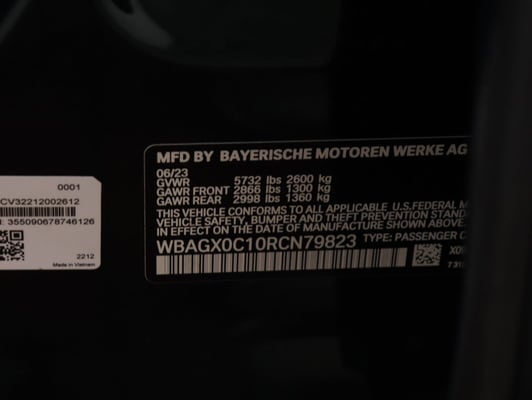 MFD BY BAYERISCHE MOTOREN WERKE AG
06/23
GVWR 5732 lbs 2600 kg
GAWR FRONT 2866 lbs 1300 kg
GAWR REAR 2998 lbs 1360 kg
THIS VEHICLE CONFORMS TO ALL APPLICABLE U.S. FEDERAL M
VEHICLE SAFETY, BUMPER AND THEFT PREVENTION STANDA
IN EFFECT ON THE DATE OF MANUFACTURE SHOWN ABOVE.
WBAGX0C10RCN79823 TYPE: PASSENGER C
0001
CV32212002612
: 355090678746126
2212
Made in Vietnam